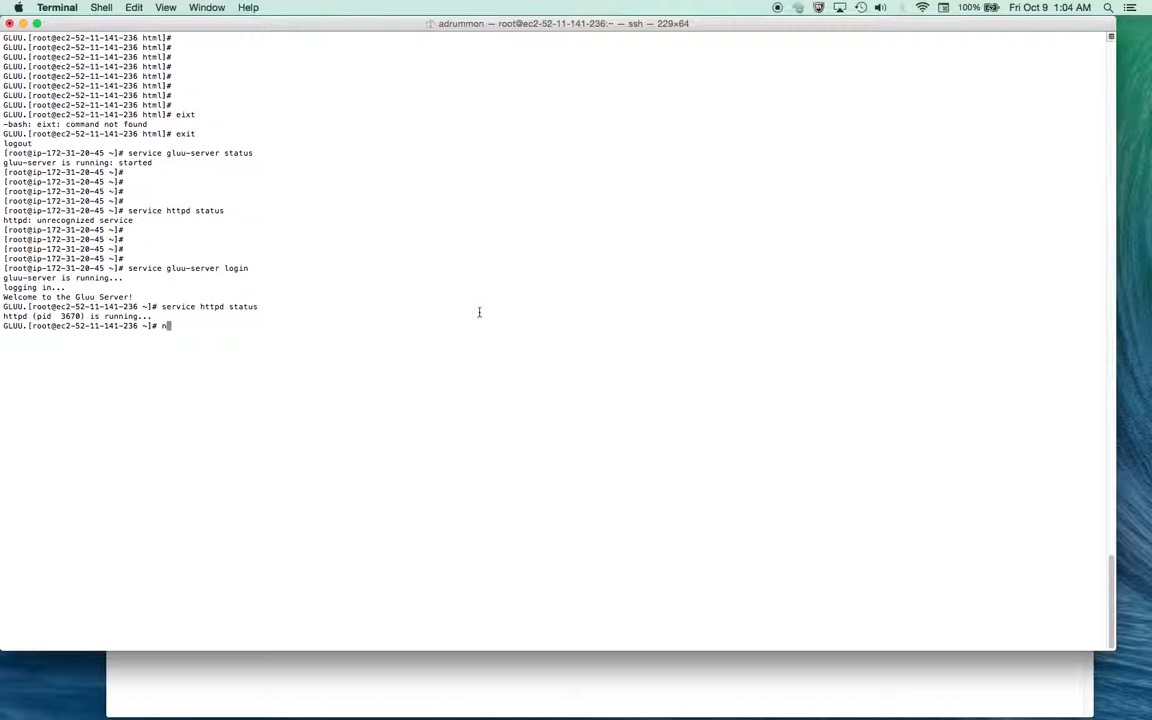 Terminal Shell Edit View Window Help 100% Fri Oct 9 1:04 AM
adrummon — root@ec2-52-11-141-236:~ — ssh — 229×64
GLUU.[root@ec2-52-11-141-236 html]#
GLUU.[root@ec2-52-11-141-236 html]#
GLUU.[root@ec2-52-11-141-236 html]#
GLUU.[root@ec2-52-11-141-236 html]#
GLUU.[root@ec2-52-11-141-236 html]#
GLUU.[root@ec2-52-11-141-236 html]#
GLUU.[root@ec2-52-11-141-236 html]#
GLUU.[root@ec2-52-11-141-236 html]#
GLUU.[root@ec2-52-11-141-236 html]# eixt
-bash: eixt: command not found
GLUU.[root@ec2-52-11-141-236 html]# exit
logout
[root@ip-172-31-20-45 ~]# service gluu-server status
gluu-server is running: started
[root@ip-172-31-20-45 ~]#
[root@ip-172-31-20-45 ~]#
[root@ip-172-31-20-45 ~]#
[root@ip-172-31-20-45 ~]#
[root@ip-172-31-20-45 ~]# service httpd status
httpd: unrecognized service
[root@ip-172-31-20-45 ~]#
[root@ip-172-31-20-45 ~]#
[root@ip-172-31-20-45 ~]#
[root@ip-172-31-20-45 ~]#
[root@ip-172-31-20-45 ~]# service gluu-server login
gluu-server is running...
logging in...
Welcome to the Gluu Server!
GLUU.[root@ec2-52-11-141-236 ~]# service httpd status
httpd (pid  3670) is running...
GLUU.[root@ec2-52-11-141-236 ~]# n